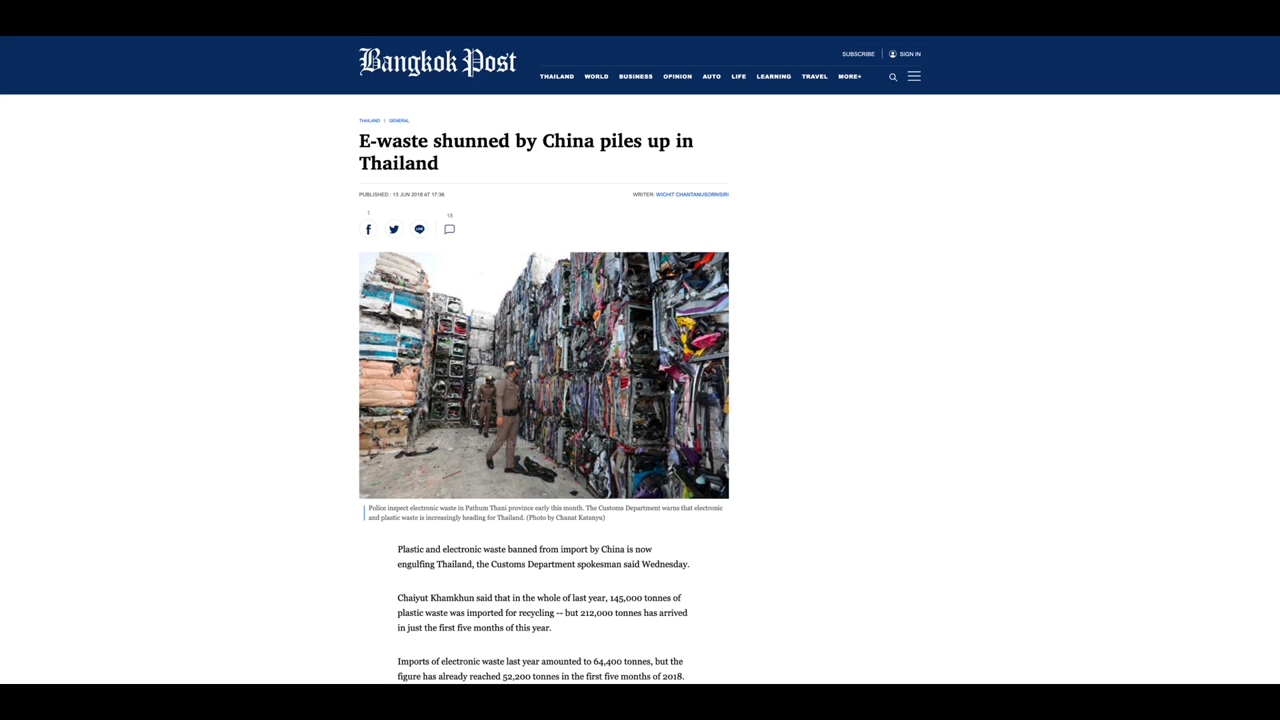 Bangkok Post
SUBSCRIBE
SIGN IN
THAILAND WORLD BUSINESS OPINION AUTO LIFE LEARNING TRAVEL MORE+
THAILAND GENERAL
E-waste shunned by China piles up in
Thailand
PUBLISHED : 13 JUN 2018 AT 17:36
WRITER: WICHIT CHANTANUSORNSIRI
1
18
Police inspect electronic waste in Pathum Thani province early this month. The Customs Department warns that electronic
and plastic waste is increasingly heading for Thailand. (Photo by Chanat Katanyu)
Plastic and electronic waste banned from import by China is now
engulfing Thailand, the Customs Department spokesman said Wednesday.
Chaiyut Khamkhun said that in the whole of last year, 145,000 tonnes of
plastic waste was imported for recycling -- but 212,000 tonnes has arrived
in just the first five months of this year.
Imports of electronic waste last year amounted to 64,400 tonnes, but the
figure has already reached 52,200 tonnes in the first five months of 2018.